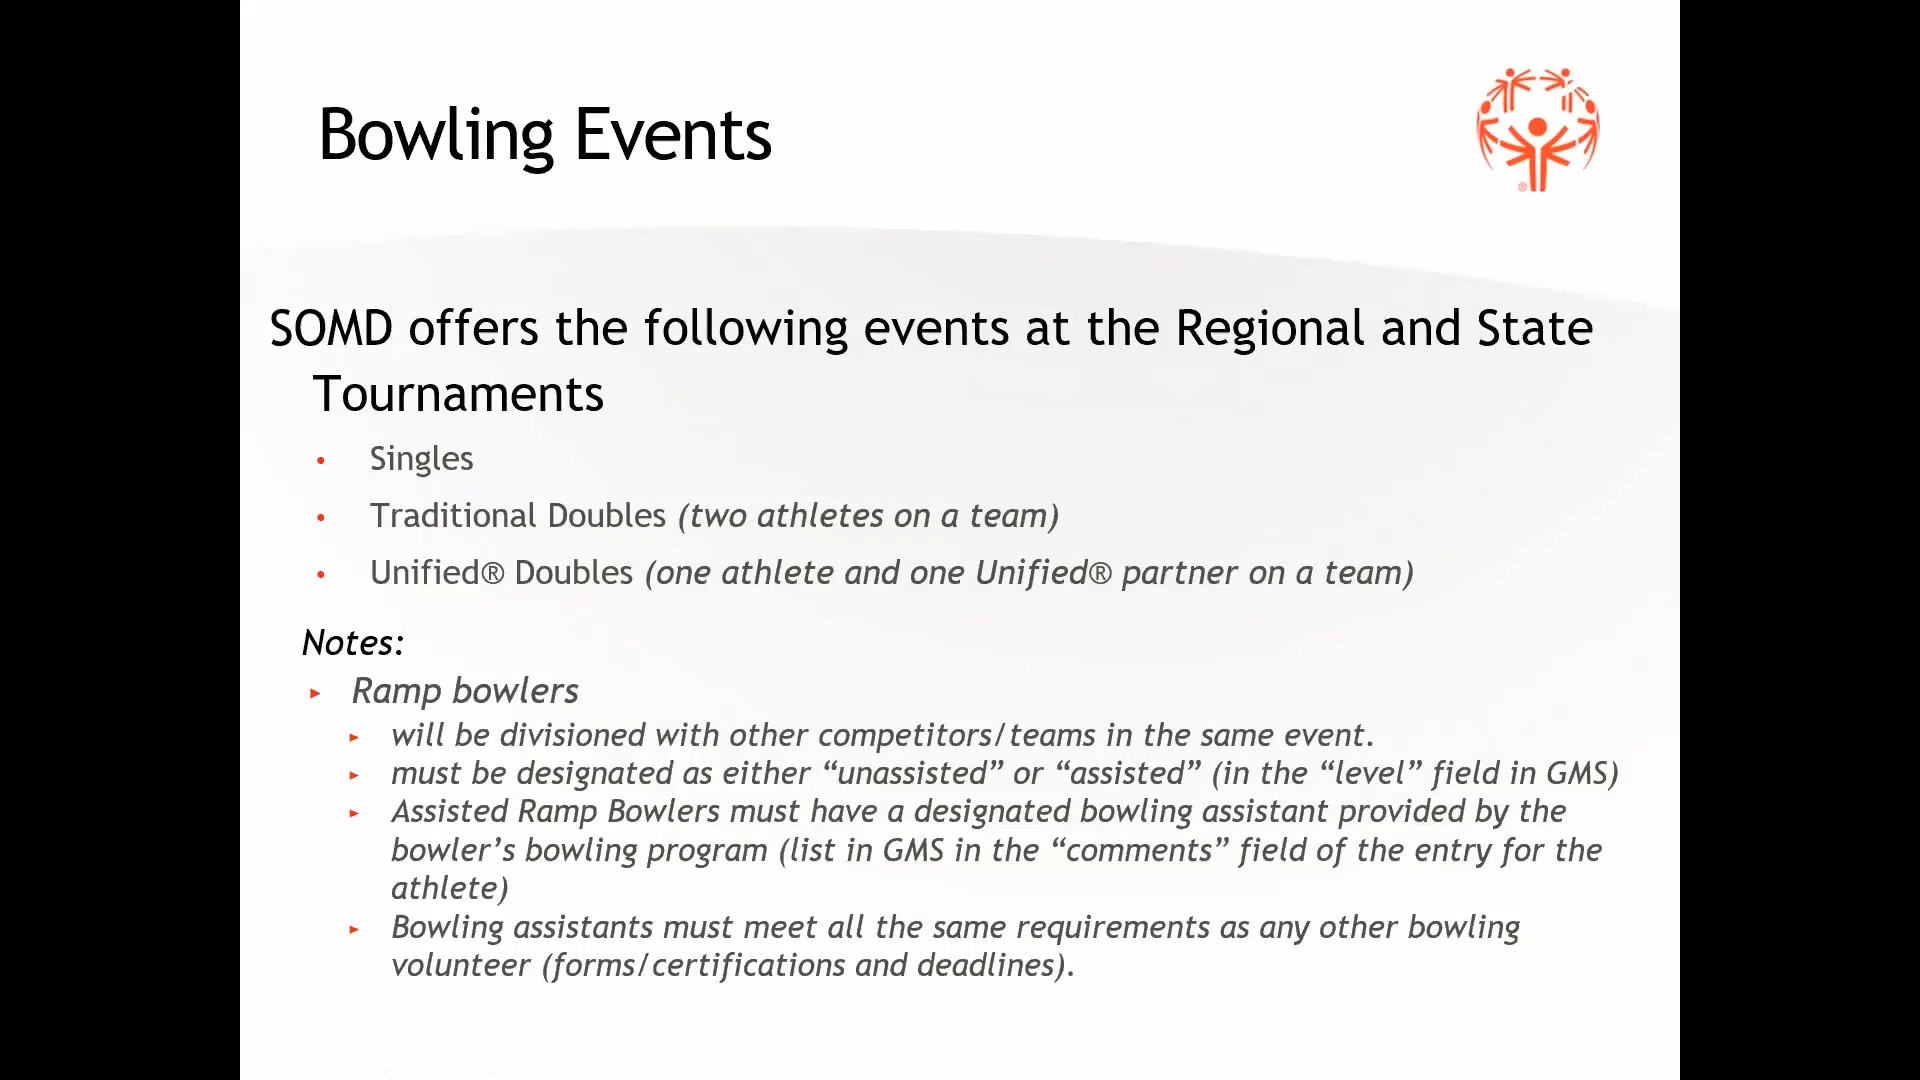 Bowling Events
®
SOMD offers the following events at the Regional and State
Tournaments
• Singles
• Traditional Doubles (two athletes on a team)
• Unified® Doubles (one athlete and one Unified® partner on a team)
Notes:
► Ramp bowlers
► will be divisioned with other competitors/teams in the same event.
► must be designated as either “unassisted” or “assisted” (in the “level” field in GMS)
► Assisted Ramp Bowlers must have a designated bowling assistant provided by the
bowler’s bowling program (list in GMS in the “comments” field of the entry for the
athlete)
► Bowling assistants must meet all the same requirements as any other bowling
volunteer (forms/certifications and deadlines).